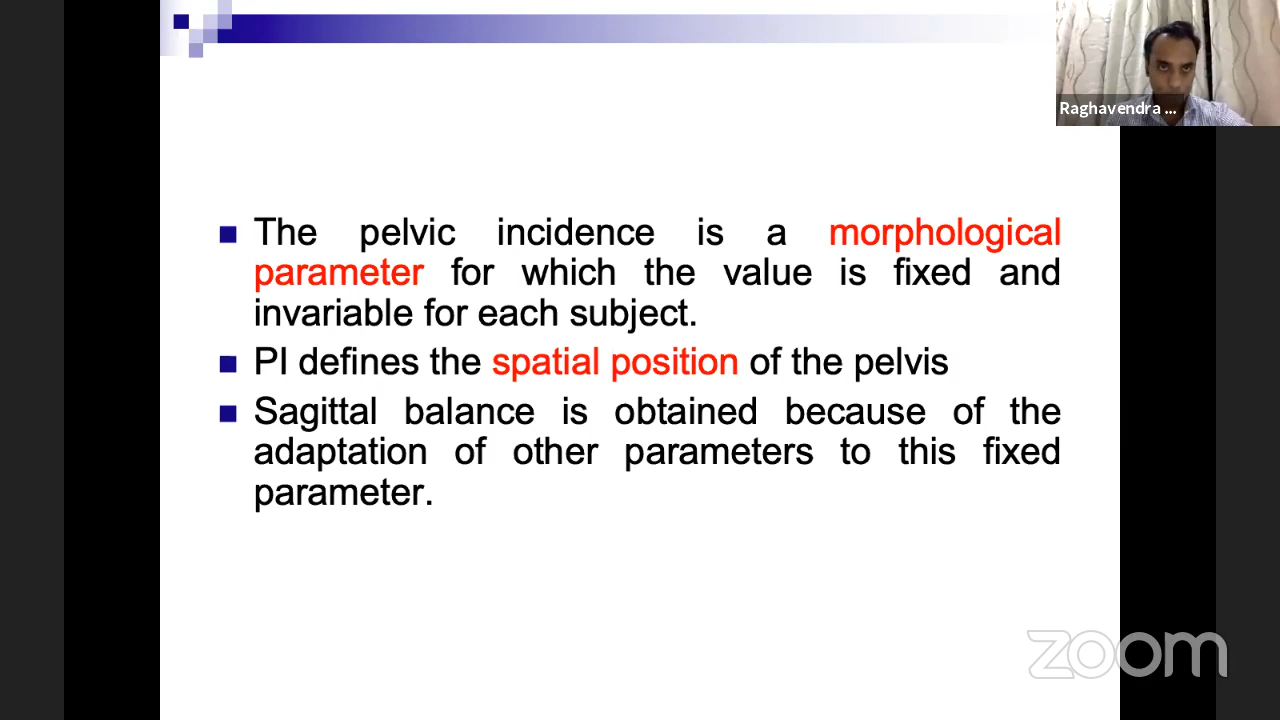 Raghavendra ...
The pelvic incidence is a morphological
parameter for which the value is fixed and
invariable for each subject.
PI defines the spatial position of the pelvis
Sagittal balance is obtained because of the
adaptation of other parameters to this fixed
parameter.
zoom